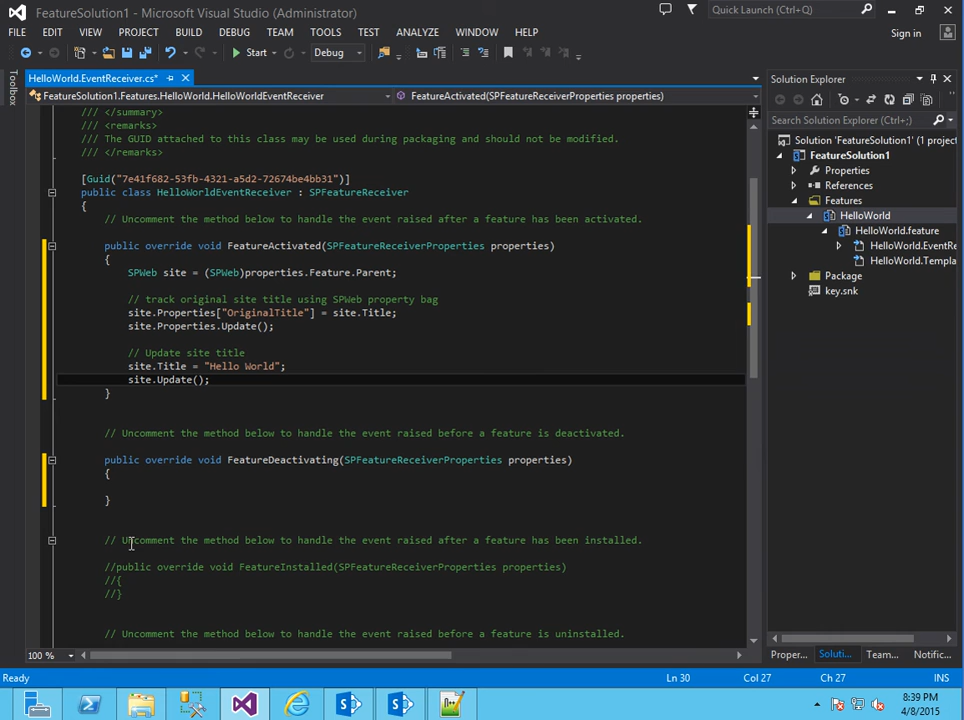 FeatureSolution1 - Microsoft Visual Studio (Administrator)
Quick Launch (Ctrl+Q)
FILE EDIT VIEW PROJECT BUILD DEBUG TEAM TOOLS TEST ANALYZE WINDOW HELP
Sign in
Start Debug
Toolbox
HelloWorld.EventReceiver.cs*
FeatureSolution1.Features.HelloWorld.HelloWorldEventReceiver
FeatureActivated(SPFeatureReceiverProperties properties)
/// </summary>
/// <remarks>
/// The GUID attached to this class may be used during packaging and should not be modified.
/// </remarks>
[Guid("7e41f682-53fb-4321-a5d2-72674be4bb31")]
public class HelloWorldEventReceiver : SPFeatureReceiver
{
// Uncomment the method below to handle the event raised after a feature has been activated.
public override void FeatureActivated(SPFeatureReceiverProperties properties)
{
SPWeb site = (SPWeb)properties.Feature.Parent;
// track original site title using SPWeb property bag
site.Properties["OriginalTitle"] = site.Title;
site.Properties.Update();
// Update site title
site.Title = "Hello World";
site.Update();
}
// Uncomment the method below to handle the event raised before a feature is deactivated.
public override void FeatureDeactivating(SPFeatureReceiverProperties properties)
{
}
// Uncomment the method below to handle the event raised after a feature has been installed.
//public override void FeatureInstalled(SPFeatureReceiverProperties properties)
//{
//}
// Uncomment the method below to handle the event raised before a feature is uninstalled.
100 %
Solution Explorer
Search Solution Explorer (Ctrl+;)
Solution 'FeatureSolution1' (1 project
FeatureSolution1
Properties
References
Features
HelloWorld
HelloWorld.feature
HelloWorld.EventRe
HelloWorld.Templa
Package
key.snk
Proper... Soluti... Team... Notific...
Ready
Ln 30 Col 27 Ch 27 INS
8:39 PM
4/8/2015